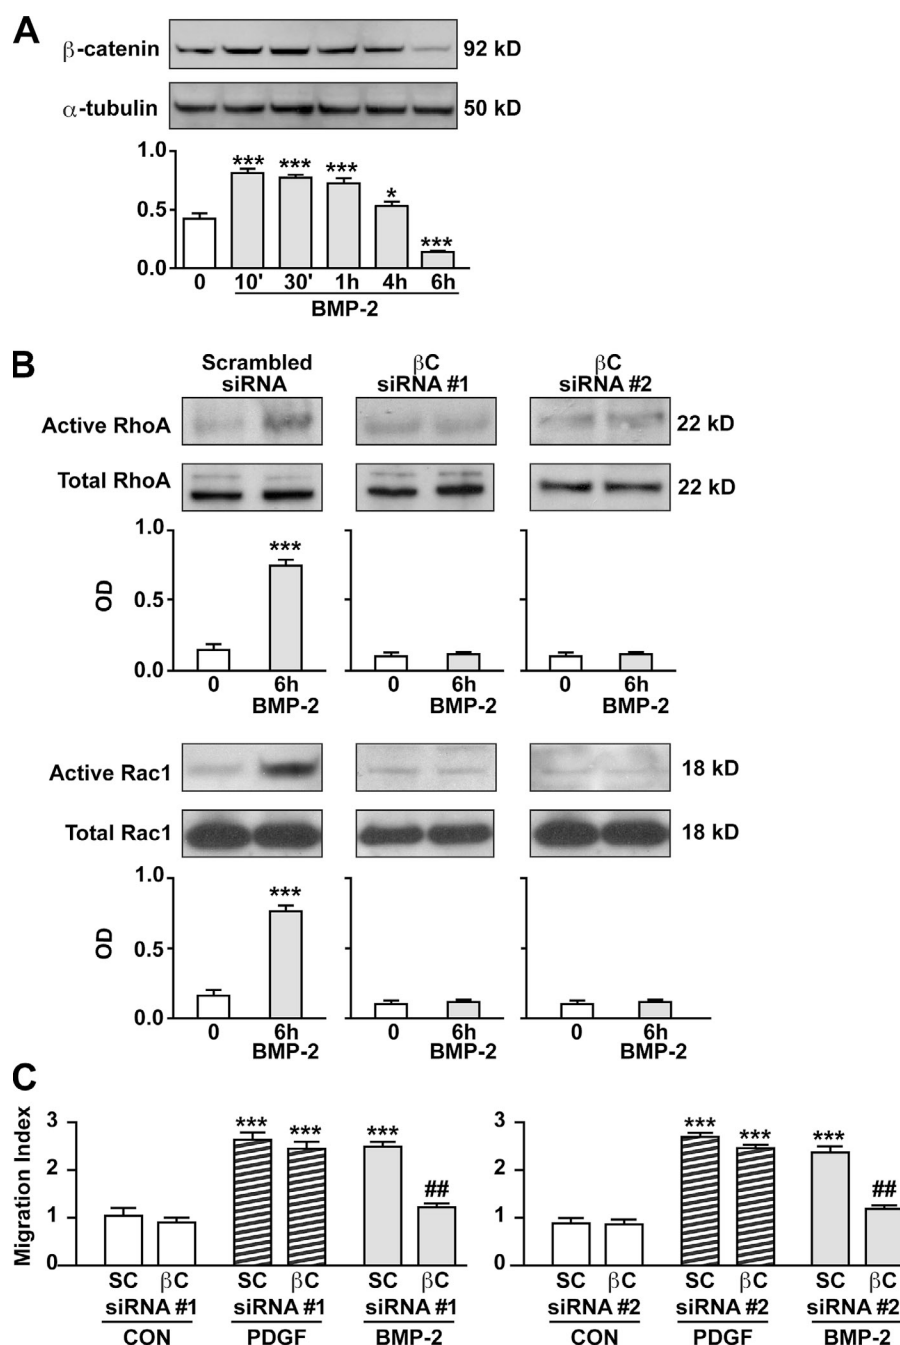 A
β-catenin 92 kD
α-tubulin 50 kD
1.0
0.5
0.0
*** *** *** * ***
0 10' 30' 1h 4h 6h
BMP-2
B
Scrambled siRNA βC siRNA #1 βC siRNA #2
Active RhoA 22 kD
Total RhoA 22 kD
1.0
0.5
0.0
OD
***
0 6h 0 6h 0 6h
BMP-2 BMP-2 BMP-2
Active Rac1 18 kD
Total Rac1 18 kD
1.0
0.5
0.0
OD
***
0 6h 0 6h 0 6h
BMP-2 BMP-2 BMP-2
C
Migration Index
3
2
1
0
*** *** *** ##
SC βC SC βC SC βC
siRNA #1 siRNA #1 siRNA #1
CON PDGF BMP-2
3
2
1
0
*** *** *** ##
SC βC SC βC SC βC
siRNA #2 siRNA #2 siRNA #2
CON PDGF BMP-2